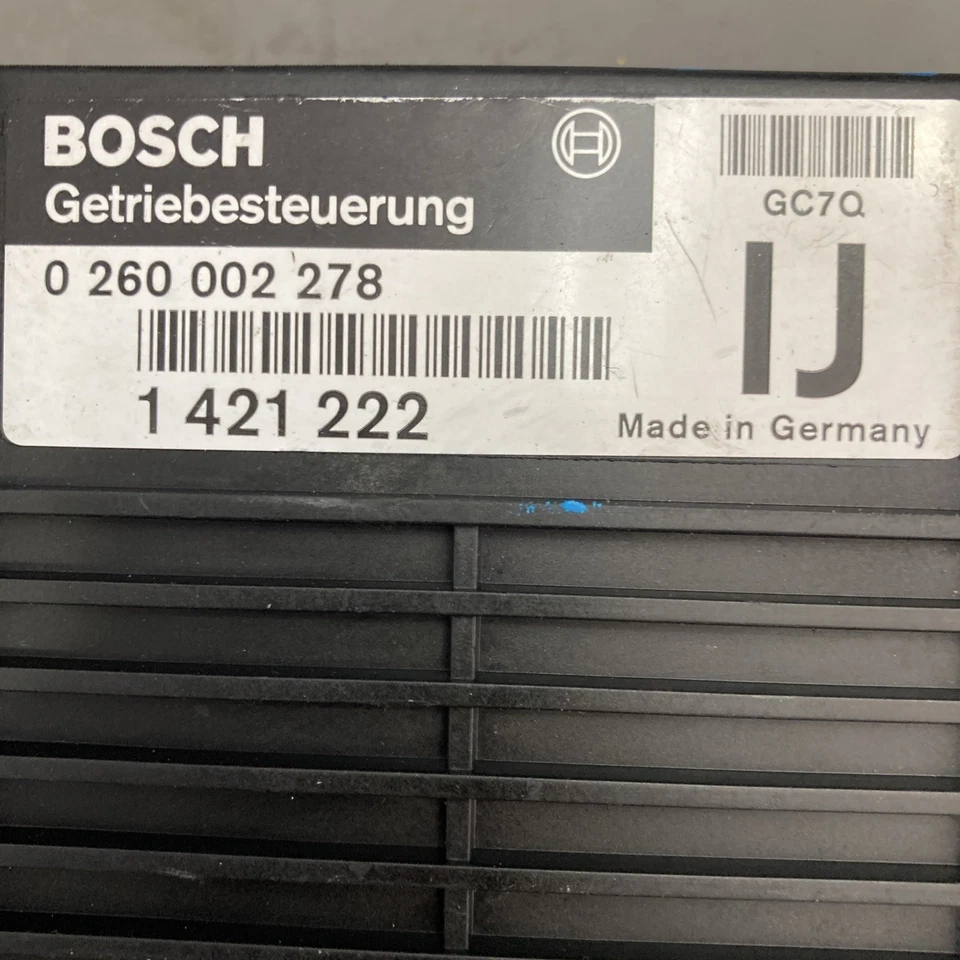 BOSCH
Getriebesteuerung
0 260 002 278
1 421 222
GC7Q
IJ
Made in Germany